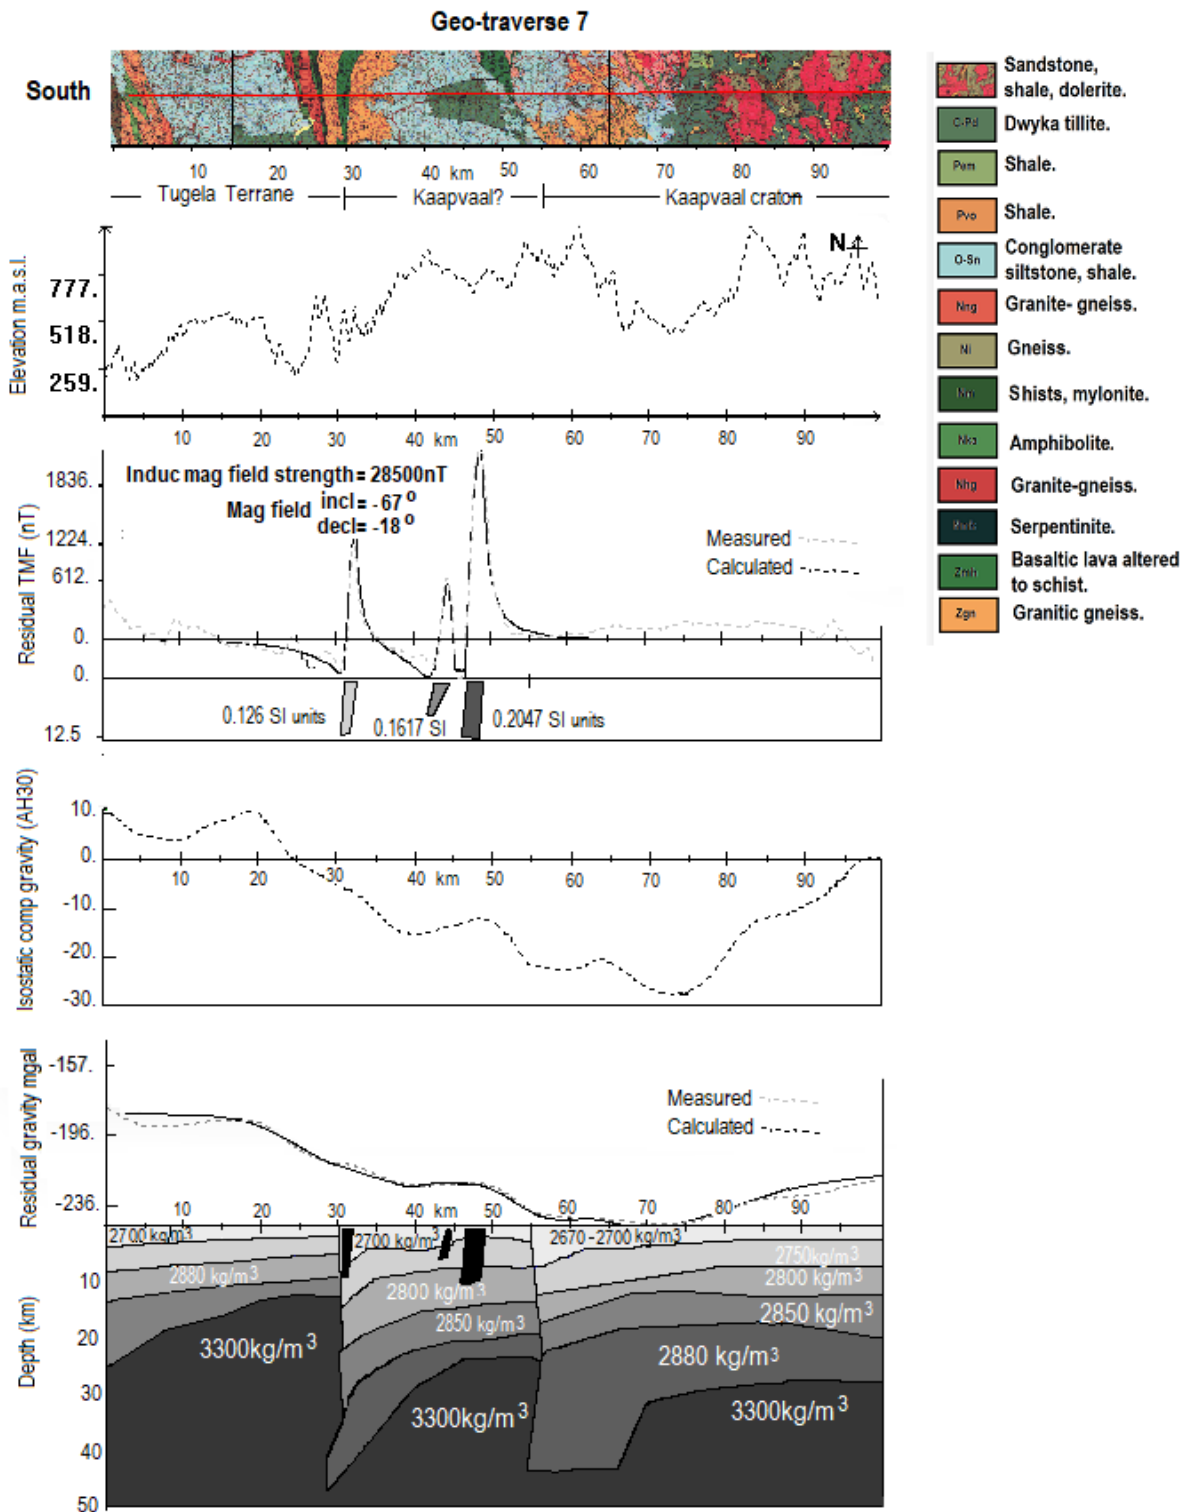 Geo-traverse 7
South
10 20 30 40 km 50 60 70 80 90
Tugela Terrane
Kaapvaal?
Kaapvaal craton
Sandstone,
shale, dolerite.
C-Pd
Dwyka tillite.
Shale.
Pvo
Shale.
O-Sn
Conglomerate
siltstone, shale.
Nng
Granite- gneiss.
NI
Gneiss.
Shists, mylonite.
Amphibolite.
Nhg
Granite-gneiss.
Serpentinite.
Zmh
Basaltic lava altered
to schist.
Zgn
Granitic gneiss.
Elevation m.a.s.l.
777.
518.
259.
N
10 20 30 40 km 50 60 70 80 90
Residual TMF (nT)
1836.
1224.
612.
0.
0.
12.5
Induc mag field strength = 28500nT
Mag field incl = -67 o
decl= -18 o
Measured
Calculated
0.126 SI units
0.1617 SI
0.2047 SI units
Isostatic comp gravity (AH30)
10.
0.
-10.
-20.
-30.
10 20 30 40 km 50 60 70 80 90
Residual gravity mgal
-157.
-196.
-236.
Measured
Calculated
10 20 30 40 km 50 60 70 80 90
Depth (km)
10
20
30
40
50
2700 kg/m3
2700 kg/m3
2670 -2700 kg/m3
2750kg/m3
2880 kg/m3
2800 kg/m3
2800 kg/m3
2850 kg/m3
2850 kg/m3
3300kg/m3
2880 kg/m3
3300kg/m3
3300kg/m3